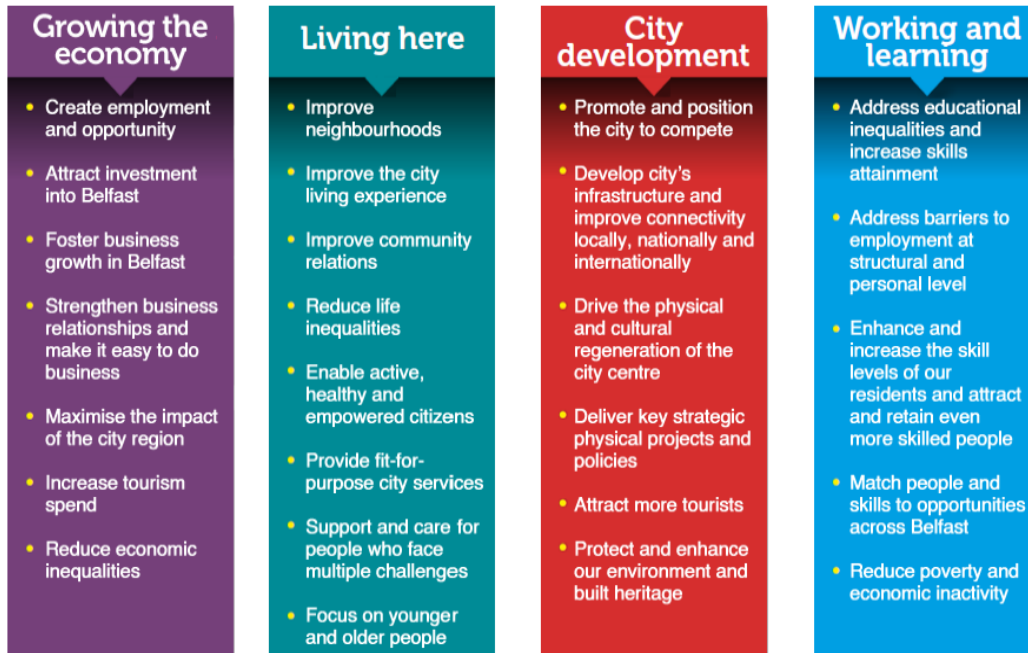 Growing the
economy
• Create employment
and opportunity
• Attract investment
into Belfast
• Foster business
growth in Belfast
• Strengthen business
relationships and
make it easy to do
business
• Maximise the impact
of the city region
• Increase tourism
spend
• Reduce economic
inequalities
Living here
• Improve
neighbourhoods
• Improve the city
living experience
• Improve community
relations
• Reduce life
inequalities
• Enable active,
healthy and
empowered citizens
• Provide fit-for-
purpose city services
• Support and care for
people who face
multiple challenges
• Focus on younger
and older people
City
development
• Promote and position
the city to compete
• Develop city's
infrastructure and
improve connectivity
locally, nationally and
internationally
• Drive the physical
and cultural
regeneration of the
city centre
• Deliver key strategic
physical projects and
policies
• Attract more tourists
• Protect and enhance
our environment and
built heritage
Working and
learning
• Address educational
inequalities and
increase skills
attainment
• Address barriers to
employment at
structural and
personal level
• Enhance and
increase the skill
levels of our
residents and attract
and retain even
more skilled people
• Match people and
skills to opportunities
across Belfast
• Reduce poverty and
economic inactivity